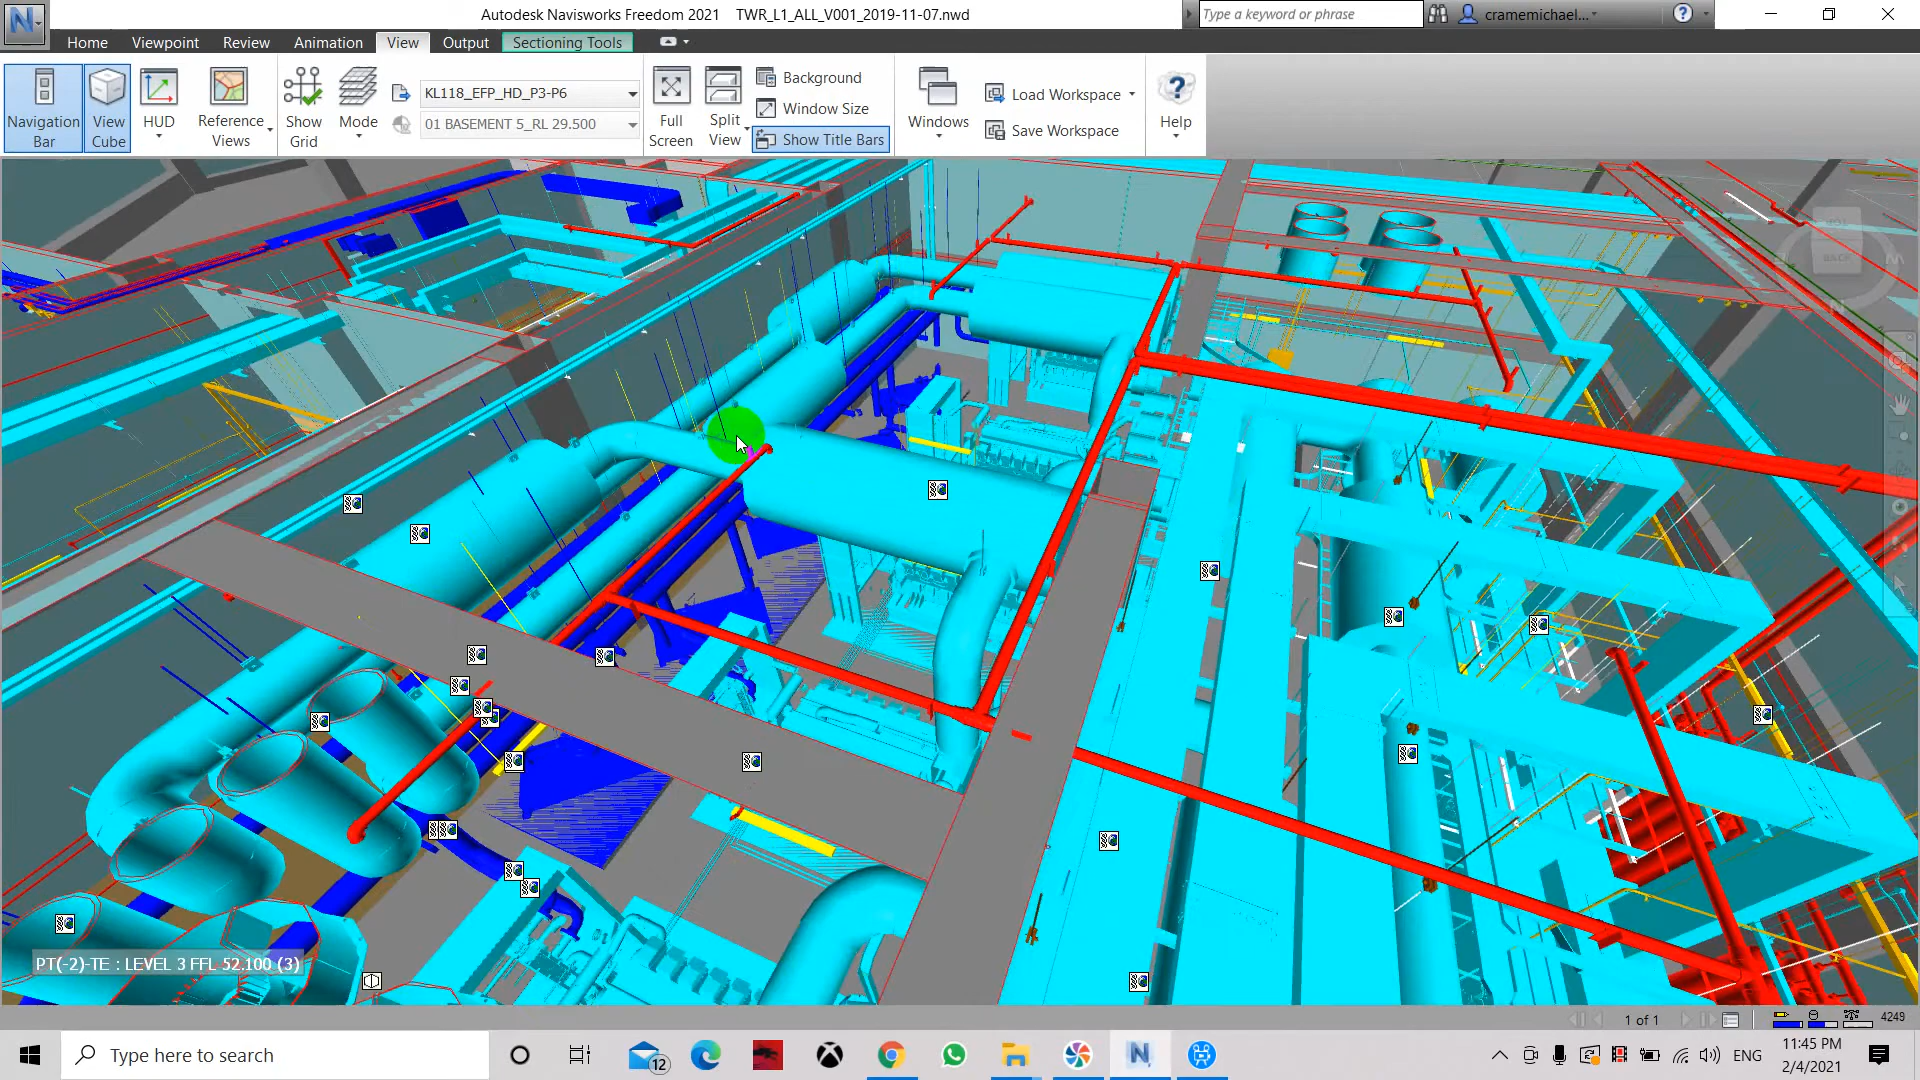 Autodesk Navisworks Freedom 2021 TWR_L1_ALL_V001_2019-11-07.nwd
Type a keyword or phrase
cramemichael...
Home Viewpoint Review Animation View Output Sectioning Tools
Navigation Bar
View Cube
HUD
Reference Views
Show Grid
Mode
KL118_EFP_HD_P3-P6
01 BASEMENT 5_RL 29.500
Full Screen
Split View
Background
Window Size
Show Title Bars
Windows
Load Workspace
Save Workspace
Help
BACK
PT(-2)-TE : LEVEL 3 FFL 52.100 (3)
1 of 1
4249
Type here to search
12
ENG
11:45 PM
2/4/2021